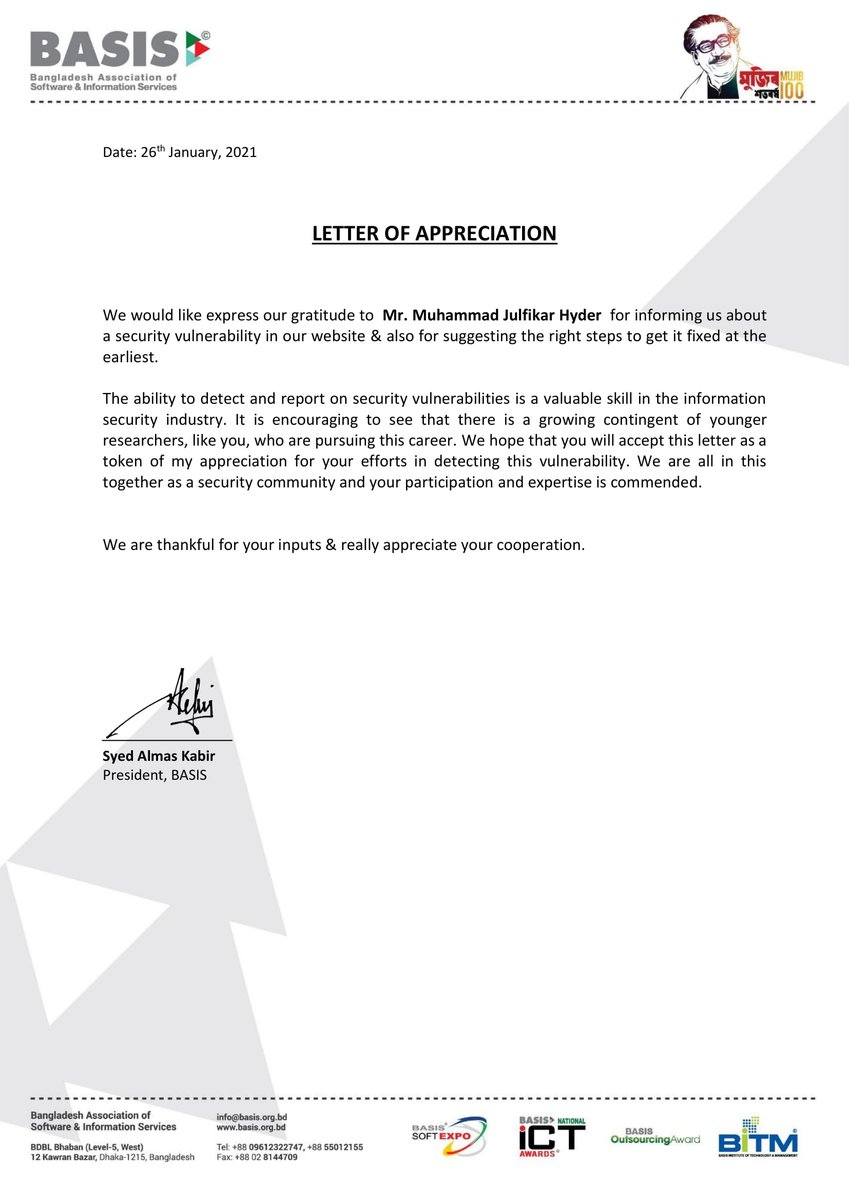 BASIS©
Bangladesh Association of
Software & Information Services
মুজিব MUJIB
শতবর্ষ 100
Date: 26th January, 2021
LETTER OF APPRECIATION
We would like express our gratitude to Mr. Muhammad Julfikar Hyder for informing us about
a security vulnerability in our website & also for suggesting the right steps to get it fixed at the
earliest.
The ability to detect and report on security vulnerabilities is a valuable skill in the information
security industry. It is encouraging to see that there is a growing contingent of younger
researchers, like you, who are pursuing this career. We hope that you will accept this letter as a
token of my appreciation for your efforts in detecting this vulnerability. We are all in this
together as a security community and your participation and expertise is commended.
We are thankful for your inputs & really appreciate your cooperation.
Syed Almas Kabir
President, BASIS
Bangladesh Association of
Software & Information Services
BDBL Bhaban (Level-5, West)
12 Kawran Bazar, Dhaka-1215, Bangladesh
info@basis.org.bd
www.basis.org.bd
Tel: +88 09612322747, +88 55012155
Fax: +88 02 8144709
BASIS®
SOFTEXPO
BASIS NATIONAL
iCT
AWARDS®
BASIS
OutsourcingAward
BiTM®
BASIS INSTITUTE OF TECHNOLOGY & MANAGEMENT